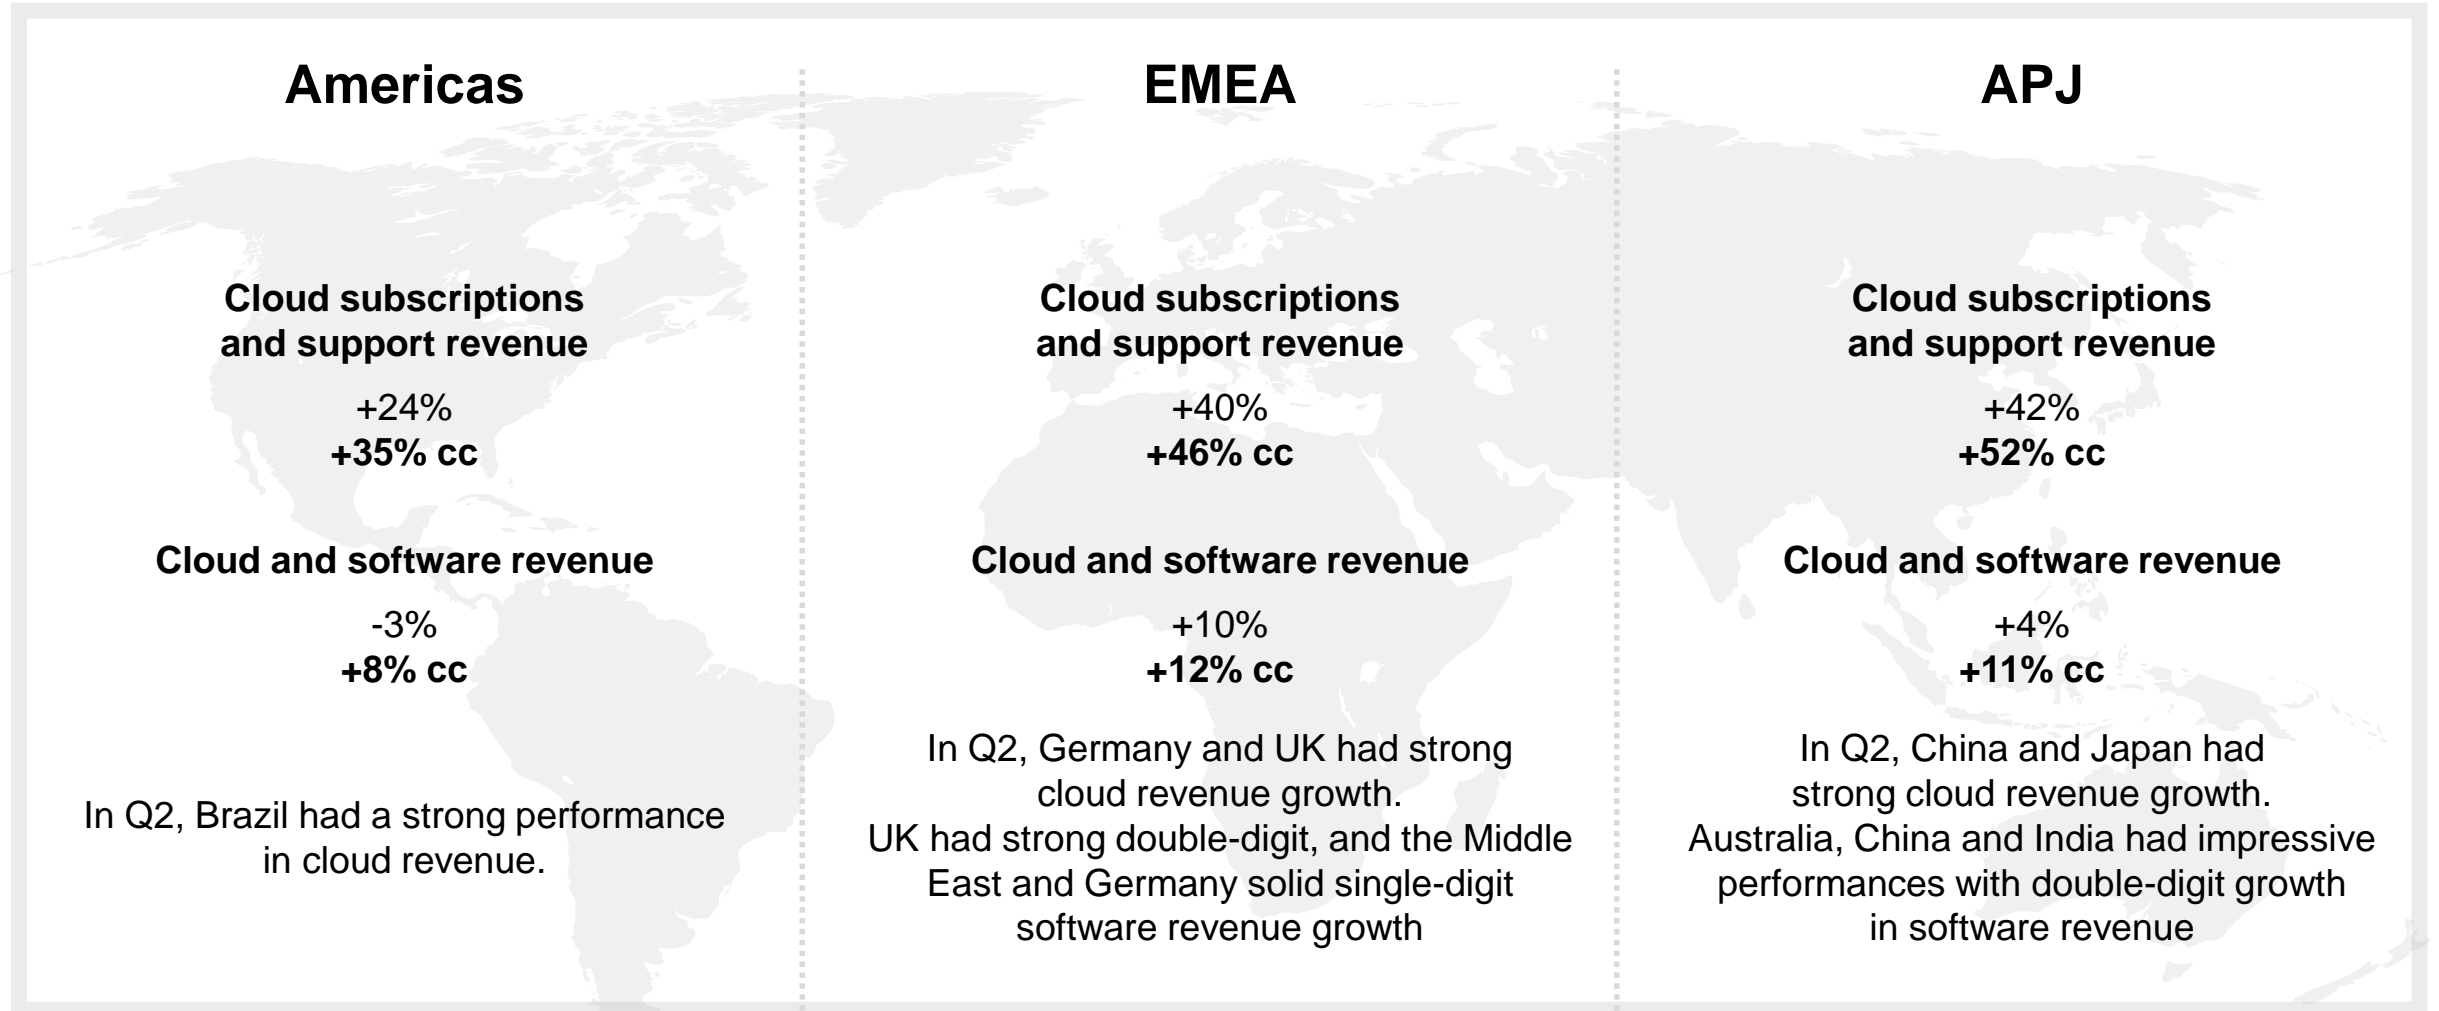 Americas
Cloud subscriptions
and support revenue
+24%
+35% cc
Cloud and software revenue
-3%
+8% cc
In Q2, Brazil had a strong performance
in cloud revenue.
EMEA
Cloud subscriptions
and support revenue
+40%
+46% cc
Cloud and software revenue
+10%
+12% cc
In Q2, Germany and UK had strong
cloud revenue growth.
UK had strong double-digit, and the Middle
East and Germany solid single-digit
software revenue growth
APJ
Cloud subscriptions
and support revenue
+42%
+52% cc
Cloud and software revenue
+4%
+11% cc
In Q2, China and Japan had
strong cloud revenue growth.
Australia, China and India had impressive
performances with double-digit growth
in software revenue